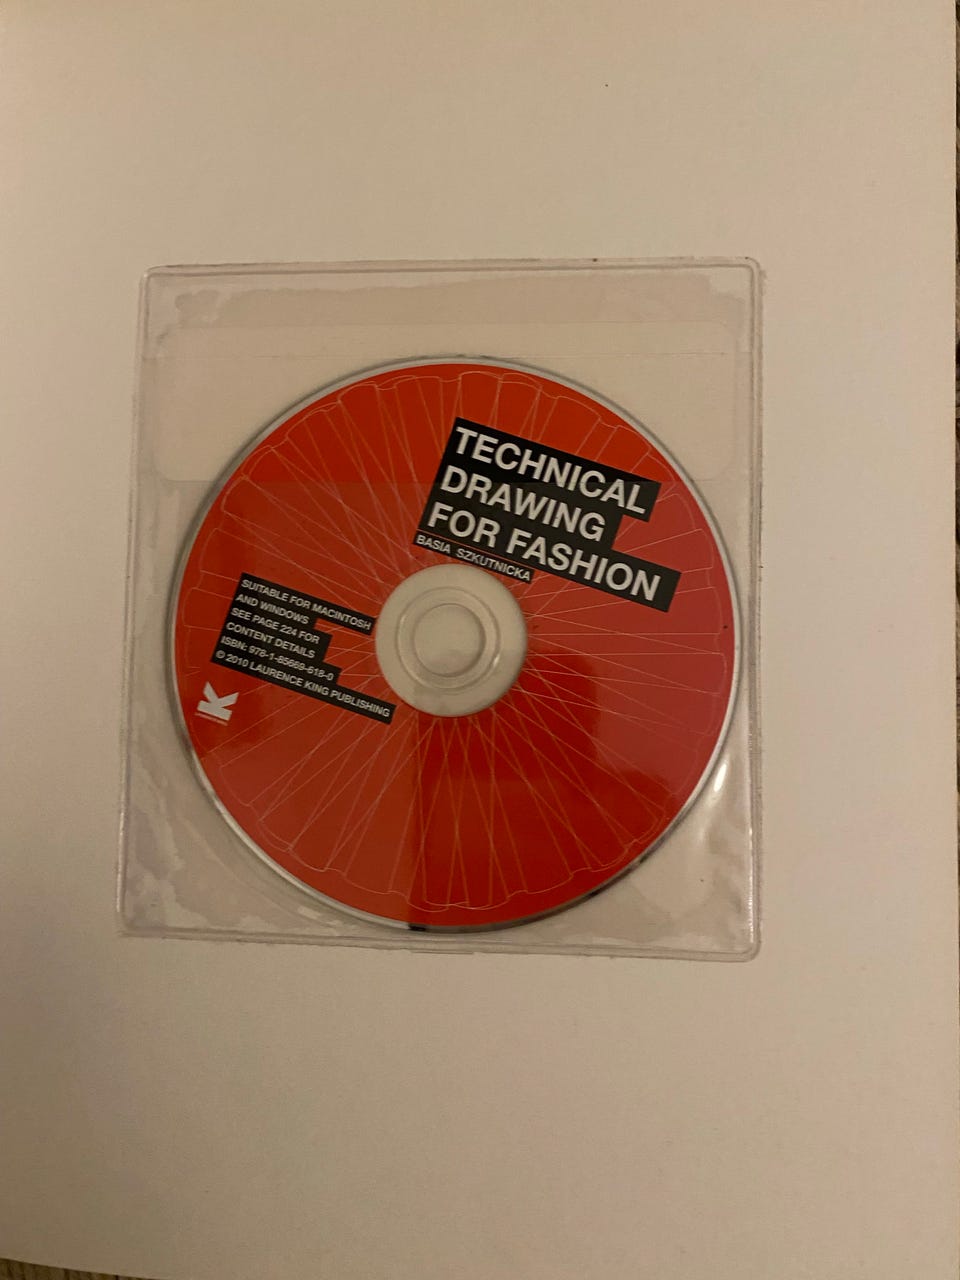 TECHNICAL
DRAWING
FOR FASHION
BASIA SZKUTNICKA
SUITABLE FOR MACINTOSH
AND WINDOWS
SEE PAGE 224 FOR
CONTENT DETAILS
ISBN: 978-1-85669-618-0
© 2010 LAURENCE KING PUBLISHING